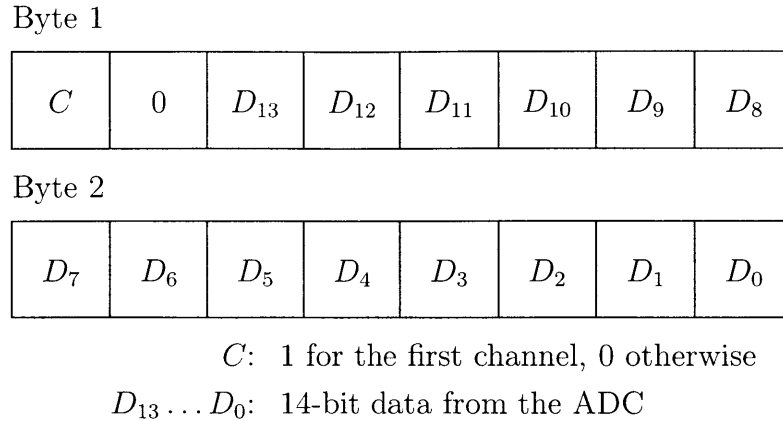 Byte 1
C 0 D₁₃ D₁₂ D₁₁ D₁₀ D₉ D₈
Byte 2
D₇ D₆ D₅ D₄ D₃ D₂ D₁ D₀
C: 1 for the first channel, 0 otherwise
D₁₃ … D₀: 14-bit data from the ADC